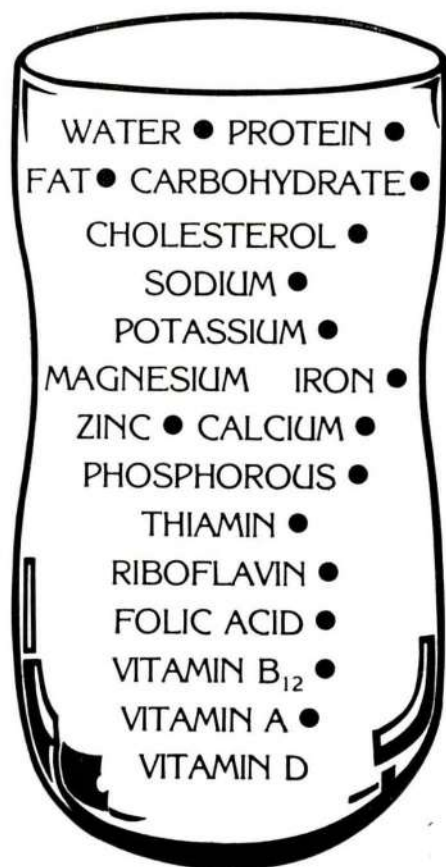 WATER ● PROTEIN ●
FAT ● CARBOHYDRATE ●
CHOLESTEROL ●
SODIUM ●
POTASSIUM ●
MAGNESIUM IRON ●
ZINC ● CALCIUM ●
PHOSPHOROUS ●
THIAMIN ●
RIBOFLAVIN ●
FOLIC ACID ●
VITAMIN B₁₂ ●
VITAMIN A ●
VITAMIN D